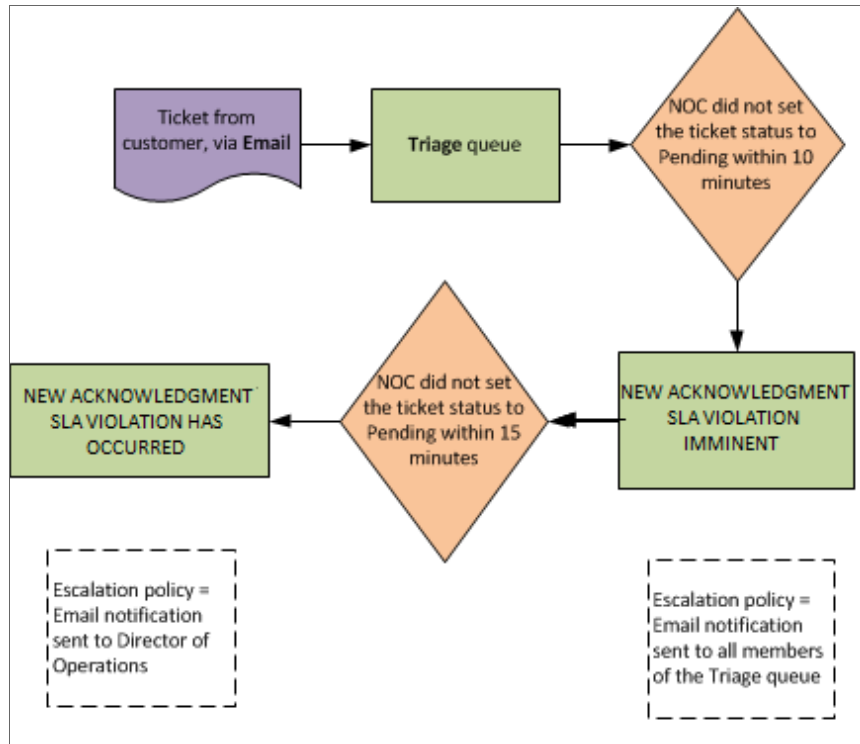 Ticket from
customer, via Email
Triage queue
NOC did not set
the ticket status to
Pending within 10
minutes
NEW ACKNOWLEDGMENT
SLA VIOLATION
IMMINENT
NOC did not set
the ticket status to
Pending within 15
minutes
NEW ACKNOWLEDGMENT
SLA VIOLATION HAS
OCCURRED
Escalation policy =
Email notification
sent to Director of
Operations
Escalation policy =
Email notification
sent to all members
of the Triage queue